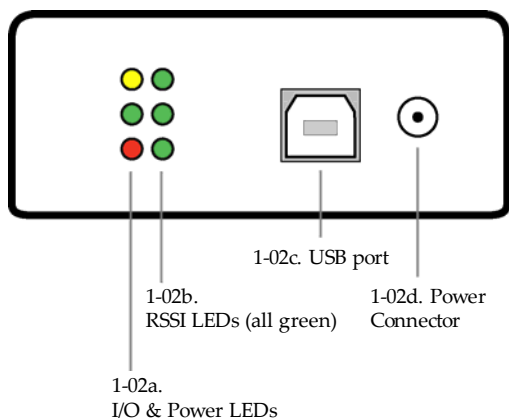 1-02c. USB port
1-02b.
RSSI LEDs (all green)
1-02d. Power
Connector
1-02a.
I/O & Power LEDs